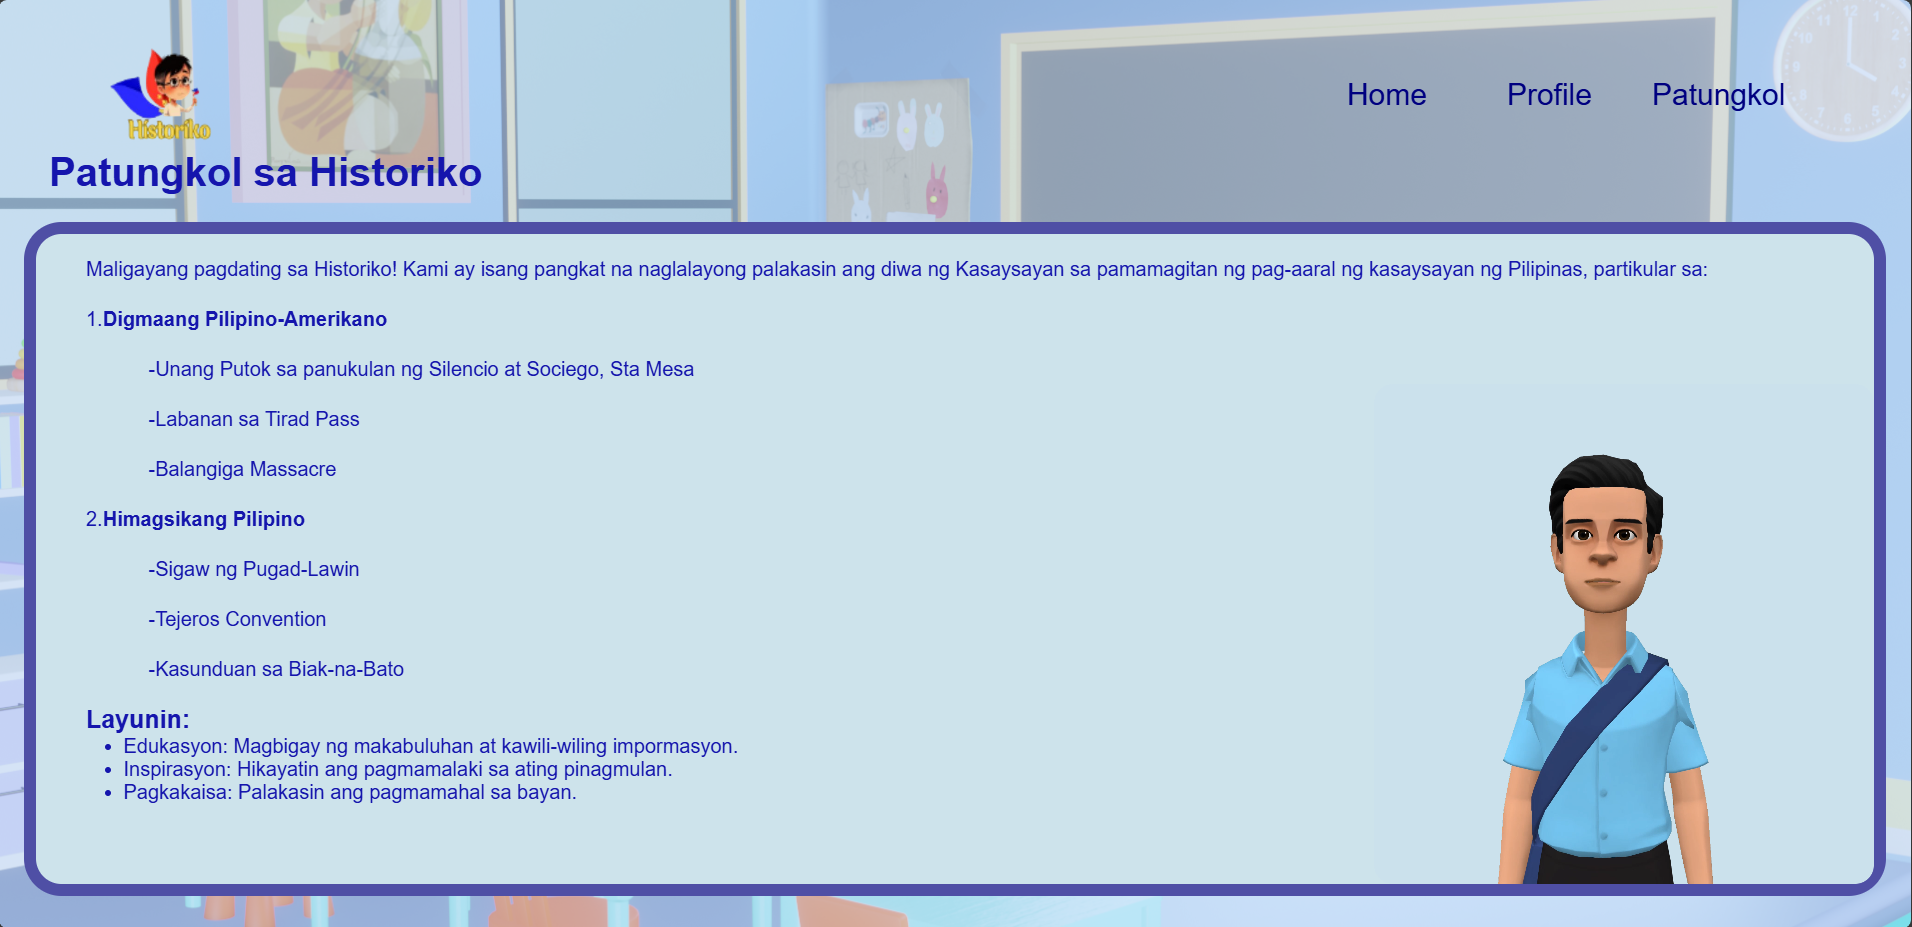 Historiko
Home Profile Patungkol
Patungkol sa Historiko
Maligayang pagdating sa Historiko! Kami ay isang pangkat na naglalayong palakasin ang diwa ng Kasaysayan sa pamamagitan ng pag-aaral ng kasaysayan ng Pilipinas, partikular sa:
1.Digmaang Pilipino-Amerikano
-Unang Putok sa panukulan ng Silencio at Sociego, Sta Mesa
-Labanan sa Tirad Pass
-Balangiga Massacre
2.Himagsikang Pilipino
-Sigaw ng Pugad-Lawin
-Tejeros Convention
-Kasunduan sa Biak-na-Bato
Layunin:
• Edukasyon: Magbigay ng makabuluhan at kawili-wiling impormasyon.
• Inspirasyon: Hikayatin ang pagmamalaki sa ating pinagmulan.
• Pagkakaisa: Palakasin ang pagmamahal sa bayan.